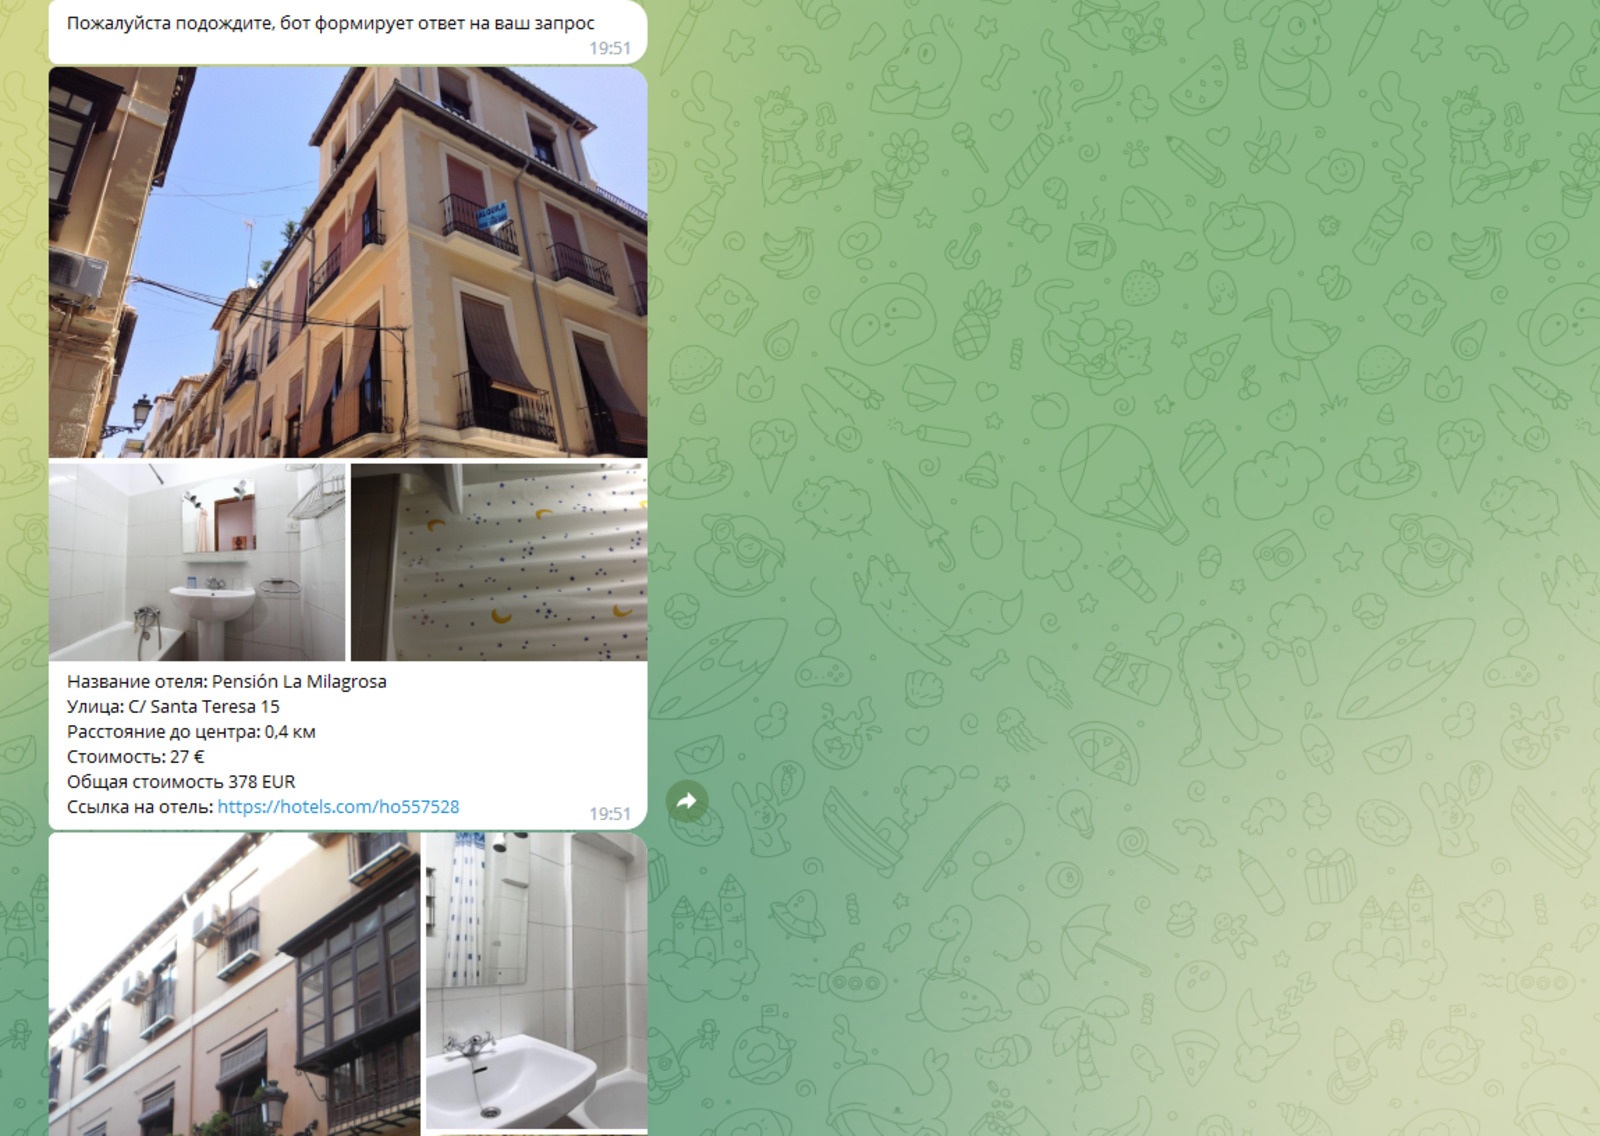 Пожалуйста подождите, бот формирует ответ на ваш запрос
19:51
ALQUILA
Название отеля: Pensión La Milagrosa
Улица: C/ Santa Teresa 15
Расстояние до центра: 0,4 км
Стоимость: 27 €
Общая стоимость 378 EUR
Ссылка на отель: https://hotels.com/ho557528
19:51